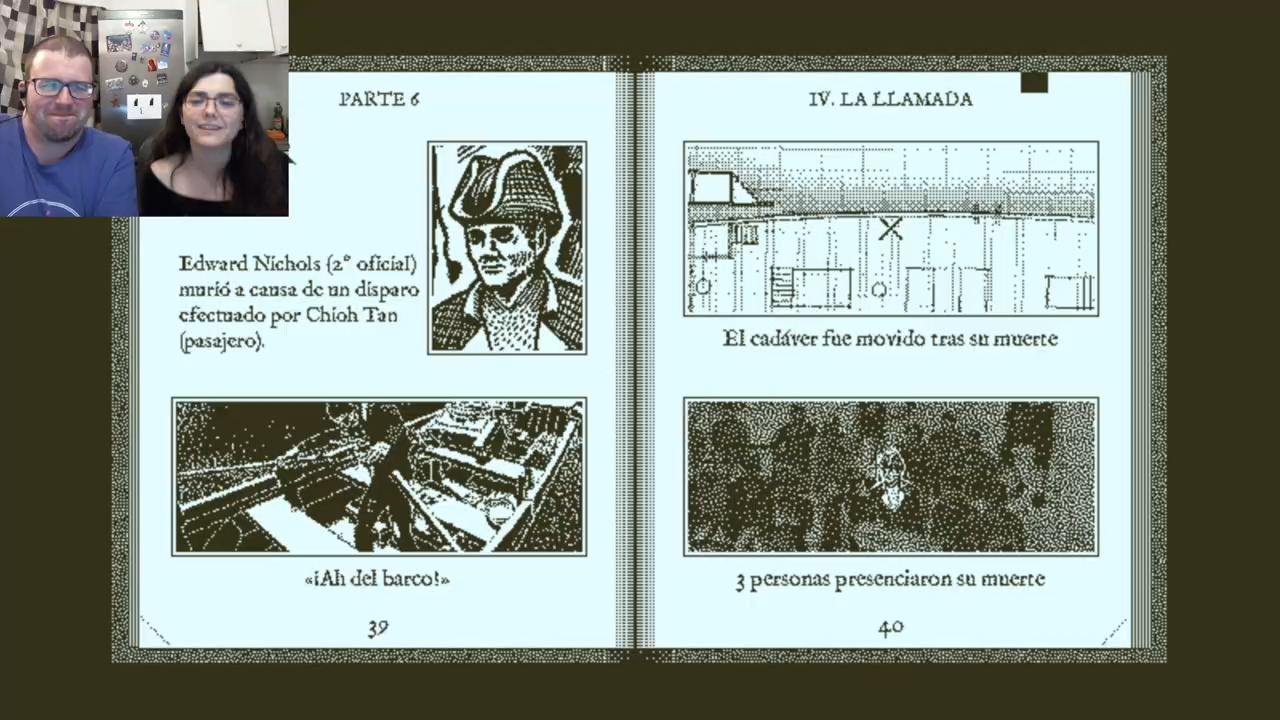 PARTE 6
Edward Nichols (2° oficial)
murió a causa de un disparo
efectuado por Chioh Tan
(pasajero).
«¡Ah del barco!»
39
IV. LA LLAMADA
El cadáver fue movido tras su muerte
3 personas presenciaron su muerte
40